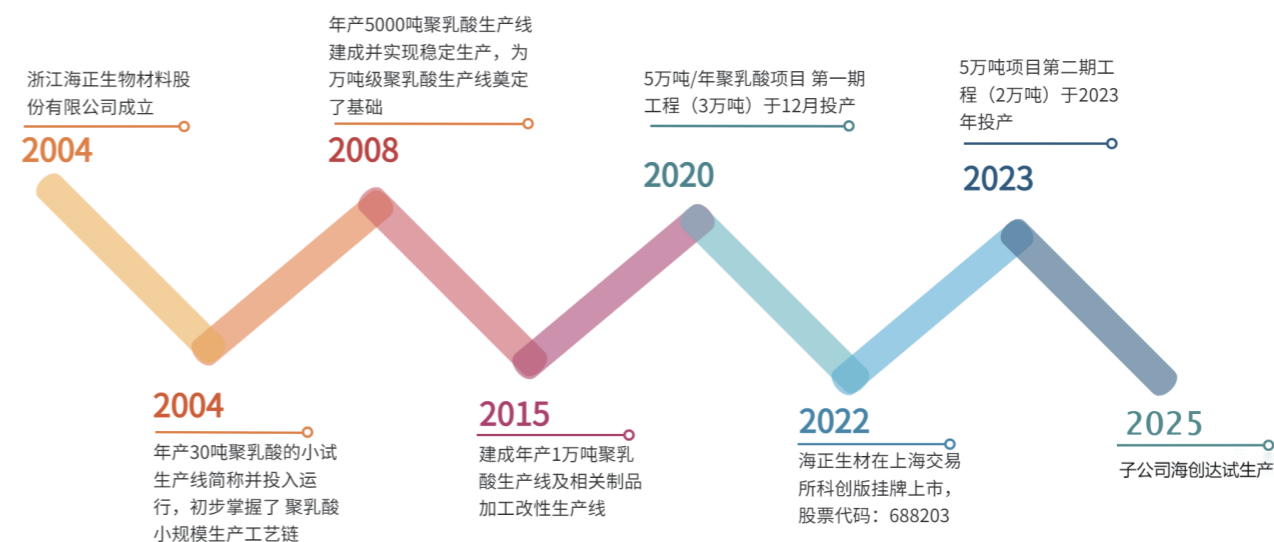 浙江海正生物材料股
份有限公司成立
2004
2004
年产30吨聚乳酸的小试
生产线简称并投入运
行，初步掌握了 聚乳酸
小规模生产工艺链
年产5000吨聚乳酸生产线
建成并实现稳定生产，为
万吨级聚乳酸生产线奠定
了基础
2008
2015
建成年产1万吨聚乳
酸生产线及相关制品
加工改性生产线
5万吨/年聚乳酸项目 第一期
工程（3万吨）于12月投产
2020
2022
海正生材在上海交易
所科创版挂牌上市，
股票代码：688203
5万吨项目第二期工
程（2万吨）于2023
年投产
2023
2025
子公司海创达试生产